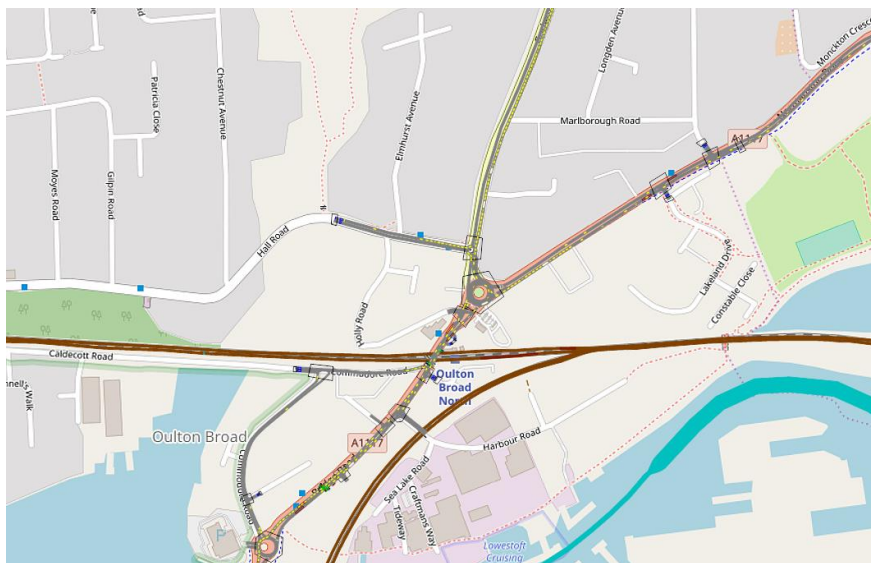 Patricia Close
Chestnut Avenue
Elmhurst Avenue
Longden Avenue
Monckton Cresc
Marlborough Road
Moyes Road
Gilpin Road
Hall Road
Holly Road
Lakeland Drive
Constable Close
Caldecott Road
Commodore Road
Oulton
Broad
North
Oulton Broad
Harbour Road
Sea Lake Road
Craftmans Way
Tideway
Commodore Road
P
Lowestoft
Cruising